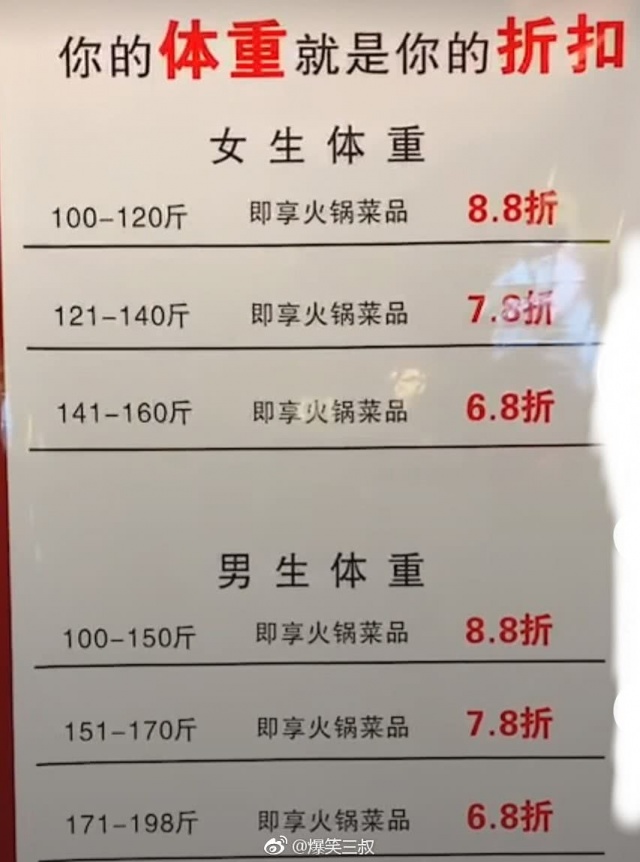 你的体重就是你的折扣
女生体重
100-120斤 即享火锅菜品 8.8折
121-140斤 即享火锅菜品 7.8折
141-160斤 即享火锅菜品 6.8折
男生体重
100-150斤 即享火锅菜品 8.8折
151-170斤 即享火锅菜品 7.8折
171-198斤 即享火锅菜品 6.8折
@爆笑三叔